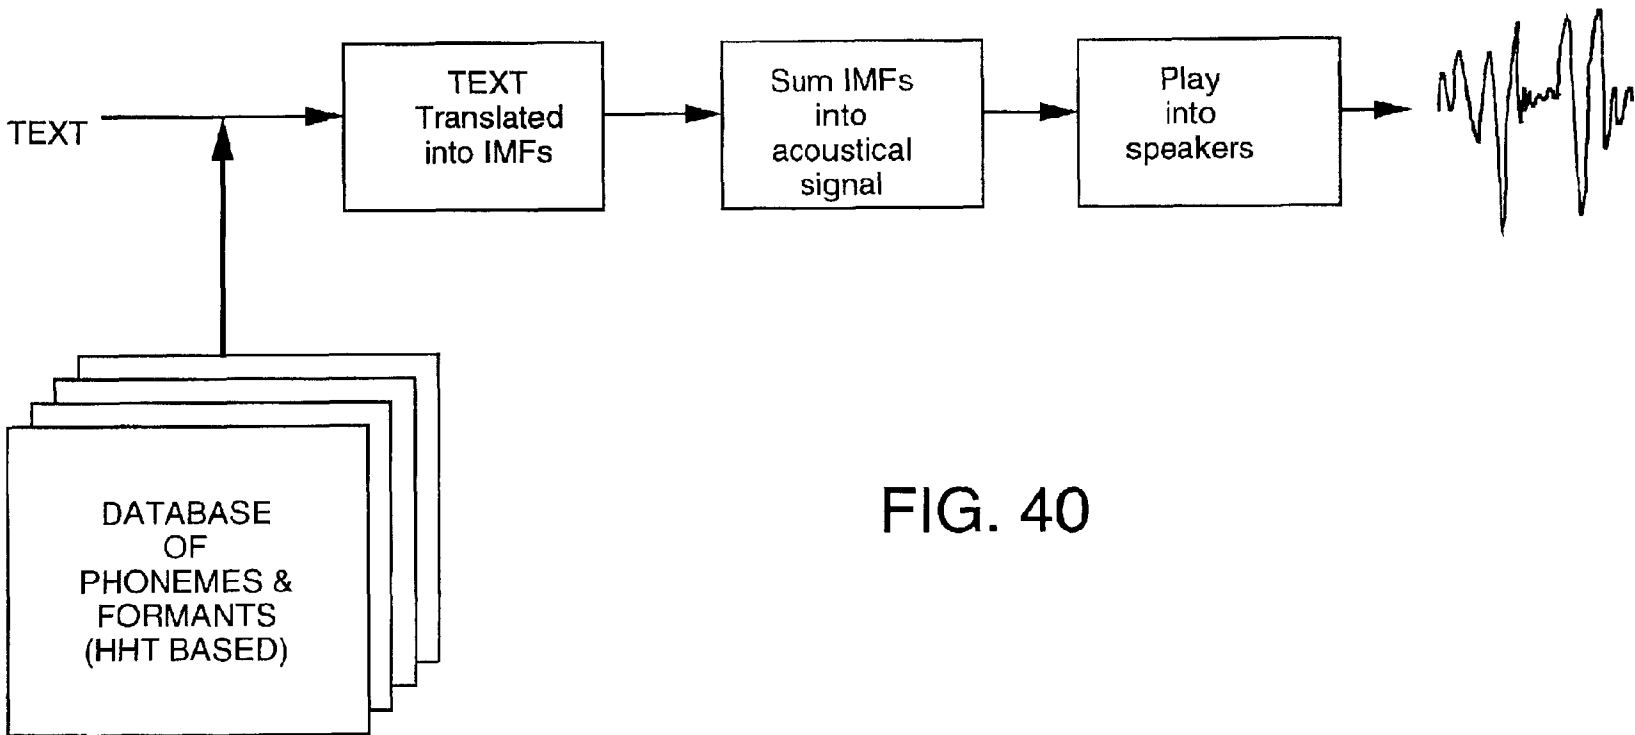 TEXT
TEXT
Translated
into IMFs
Sum IMFs
into
acoustical
signal
Play
into
speakers
DATABASE
OF
PHONEMES &
FORMANTS
(HHT BASED)
FIG. 40